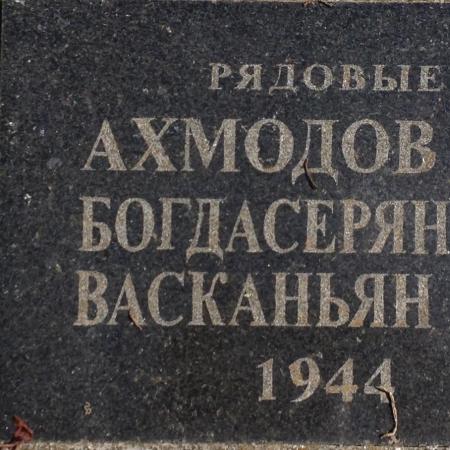 РЯДОВЫЕ
АХМОДОВ
БОГДАСЕРЯН
ВАСКАНЬЯН
1944